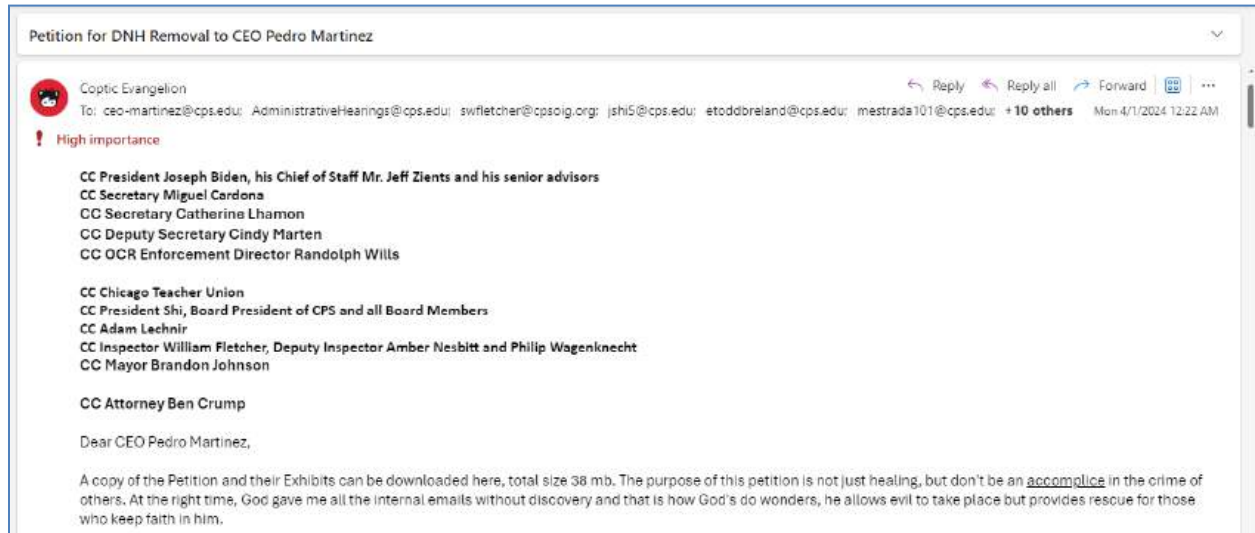 Petition for DNH Removal to CEO Pedro Martinez
Coptic Evangelion
Reply Reply all Forward
To: ceo-martinez@cps.edu; AdministrativeHearings@cps.edu; swfletcher@cpsoig.org; jshi5@cps.edu; etoddbreland@cps.edu; mestrada101@cps.edu; +10 others Mon 4/1/2024 12:22 AM
High importance
CC President Joseph Biden, his Chief of Staff Mr. Jeff Zients and his senior advisors
CC Secretary Miguel Cardona
CC Secretary Catherine Lhamon
CC Deputy Secretary Cindy Marten
CC OCR Enforcement Director Randolph Wills
CC Chicago Teacher Union
CC President Shi, Board President of CPS and all Board Members
CC Adam Lechnir
CC Inspector William Fletcher, Deputy Inspector Amber Nesbitt and Philip Wagenknecht
CC Mayor Brandon Johnson
CC Attorney Ben Crump
Dear CEO Pedro Martinez,
A copy of the Petition and their Exhibits can be downloaded here, total size 38 mb. The purpose of this petition is not just healing, but don't be an accomplice in the crime of
others. At the right time, God gave me all the internal emails without discovery and that is how God's do wonders, he allows evil to take place but provides rescue for those
who keep faith in him.